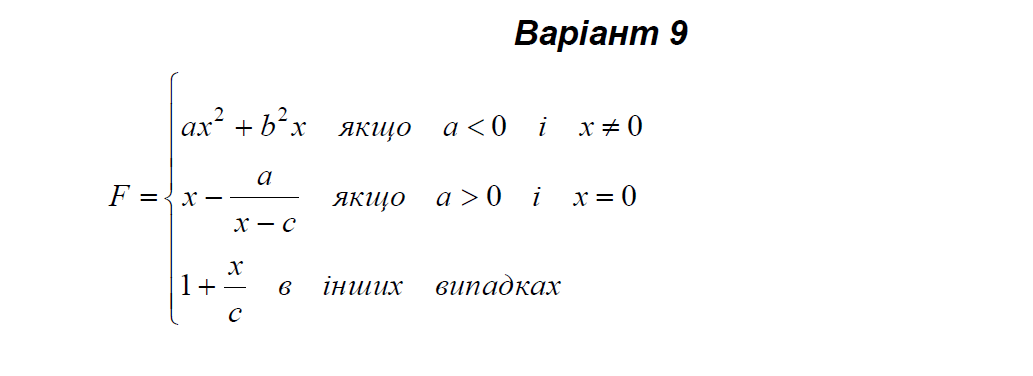 Варіант 9
ax² + b²x якщо a < 0 і x ≠ 0
F = { x − a/(x − c) якщо a > 0 і x = 0
1 + x/c в інших випадках